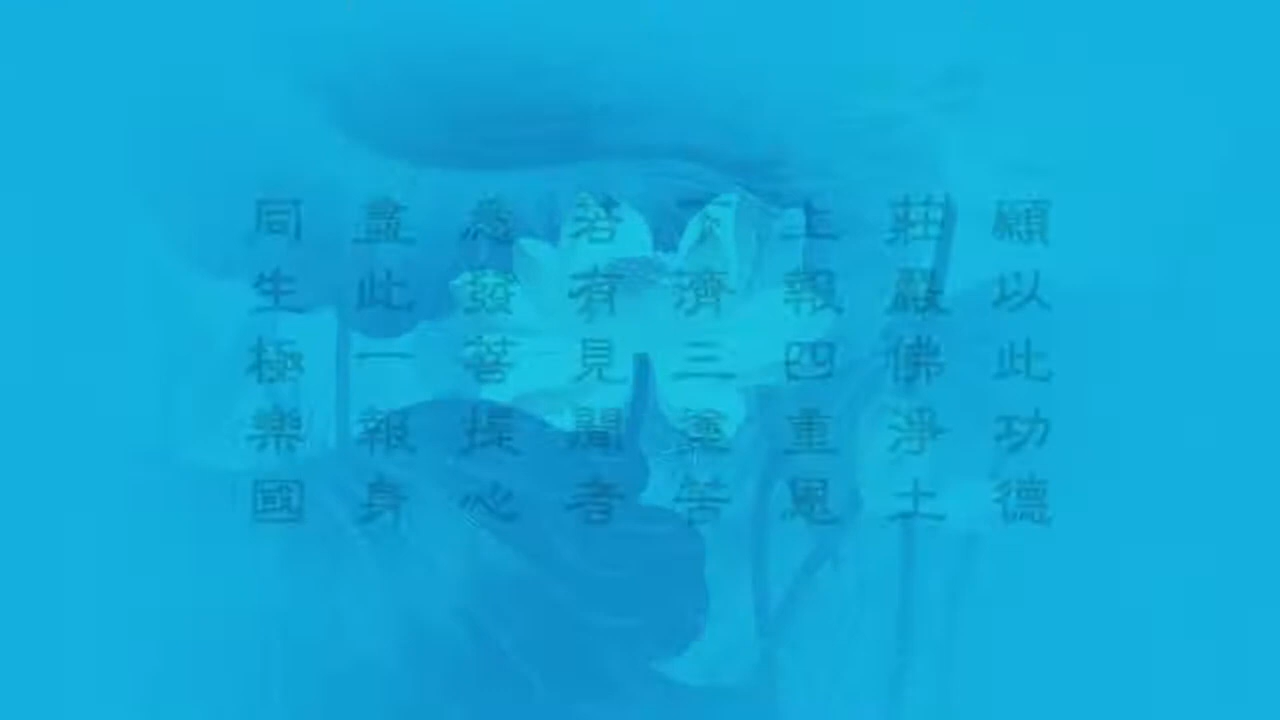 願以此功德
莊嚴佛淨土
上報四重恩
下濟三塗苦
若有見聞者
悉發菩提心
盡此一報身
同生極樂國